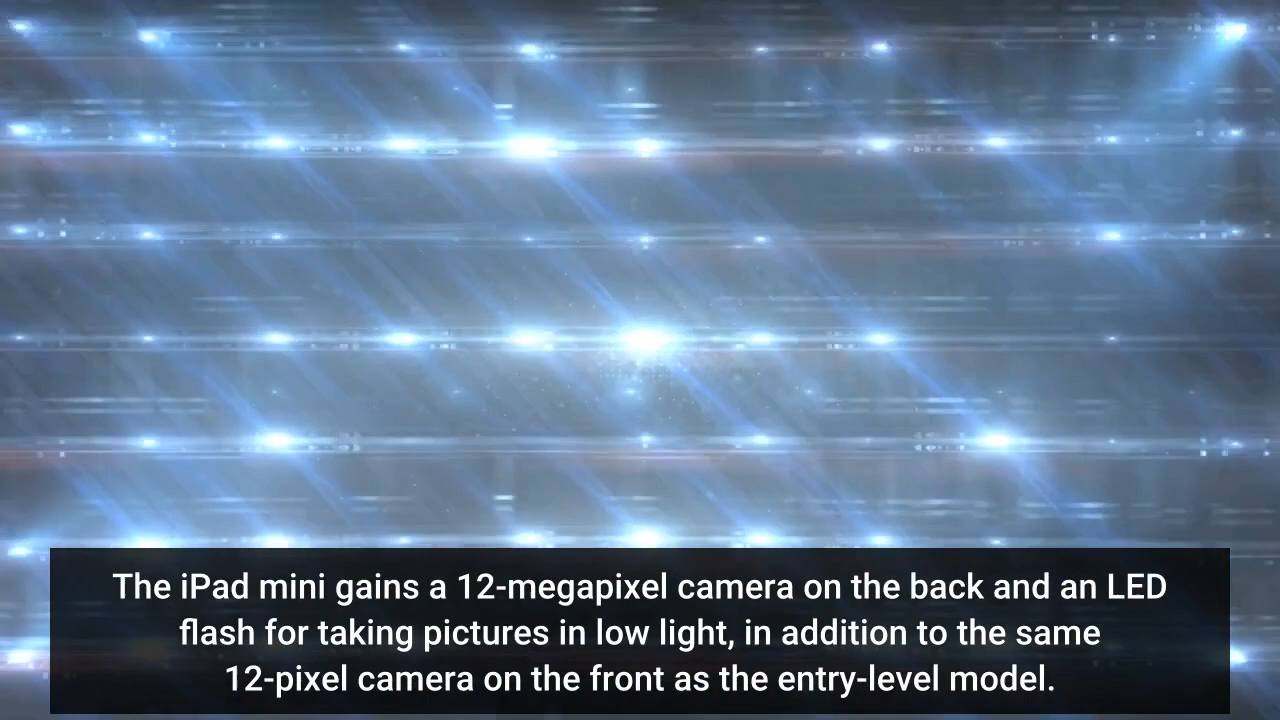 The iPad mini gains a 12-megapixel camera on the back and an LED
flash for taking pictures in low light, in addition to the same
12-pixel camera on the front as the entry-level model.